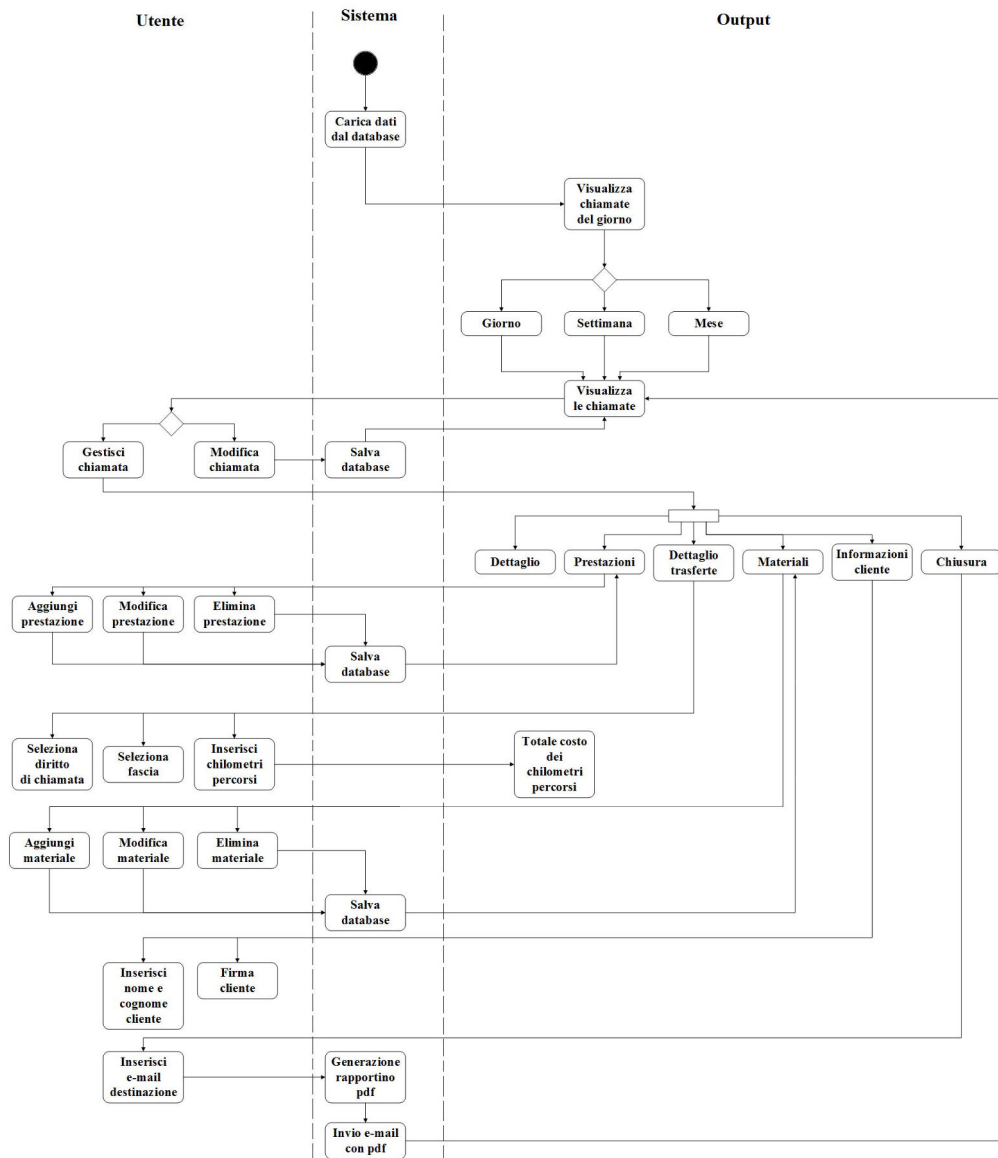 Utente
Sistema
Output
Carica dati
dal database
Visualizza
chiamate
del giorno
Giorno
Settimana
Mese
Visualizza
le chiamate
Gestisci
chiamata
Modifica
chiamata
Salva
database
Dettaglio
Prestazioni
Dettaglio
trasferte
Materiali
Informazioni
cliente
Chiusura
Aggiungi
prestazione
Modifica
prestazione
Elimina
prestazione
Salva
database
Seleziona
diritto
di chiamata
Seleziona
fascia
Inserisci
chilometri
percorsi
Totale costo
dei
chilometri
percorsi
Aggiungi
materiale
Modifica
materiale
Elimina
materiale
Salva
database
Inserisci
nome e
cognome
cliente
Firma
cliente
Inserisci
e-mail
destinazione
Generazione
rapportino
pdf
Invio e-mail
con pdf